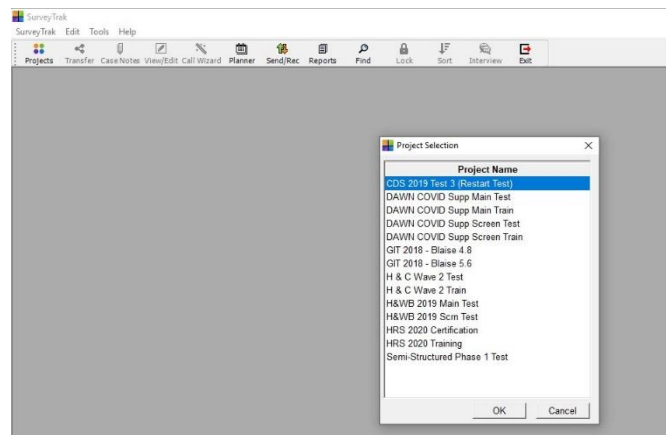 SurveyTrak
SurveyTrak Edit Tools Help
Projects Transfer Case Notes View/Edit Call Wizard Planner Send/Rec Reports Find Lock Sort Interview Exit
Project Selection
Project Name
CDS 2019 Test 3 (Restart Test)
DAWN COVID Supp Main Test
DAWN COVID Supp Main Train
DAWN COVID Supp Screen Test
DAWN COVID Supp Screen Train
GIT 2018 - Blaise 4.8
GIT 2018 - Blaise 5.6
H & C Wave 2 Test
H & C Wave 2 Train
H&WB 2019 Main Test
H&WB 2019 Scrn Test
HRS 2020 Certification
HRS 2020 Training
Semi-Structured Phase 1 Test
OK Cancel